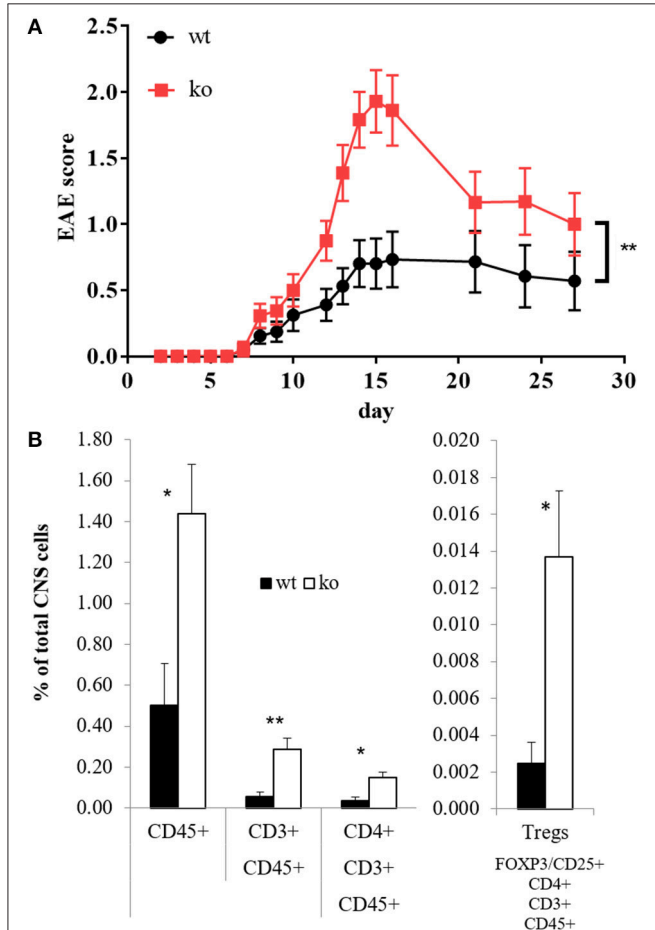 A
wt
ko
EAE score
2.5
2.0
1.5
1.0
0.5
0.0
0 5 10 15 20 25 30
day
**
B
% of total CNS cells
1.80
1.60
1.40
1.20
1.00
0.80
0.60
0.40
0.20
0.00
*
**
*
wt ko
CD45+
CD3+
CD45+
CD4+
CD3+
CD45+
0.020
0.018
0.016
0.014
0.012
0.010
0.008
0.006
0.004
0.002
0.000
*
Tregs
FOXP3/CD25+
CD4+
CD3+
CD45+